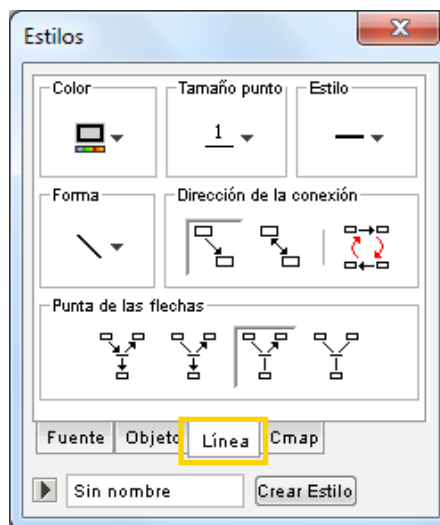 Estilos
Color
Tamaño punto
Estilo
1
Forma
Dirección de la conexión
Punta de las flechas
Fuente
Objeto
Línea
Cmap
Sin nombre
Crear Estilo